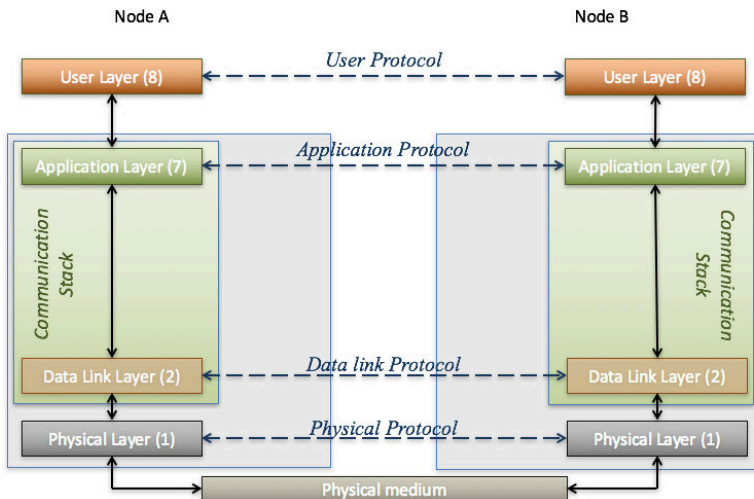 Node A
Node B
User Layer (8)
User Protocol
User Layer (8)
Application Layer (7)
Application Protocol
Application Layer (7)
Communication
Stack
Communication
Stack
Data Link Layer (2)
Data link Protocol
Data Link Layer (2)
Physical Layer (1)
Physical Protocol
Physical Layer (1)
Physical medium